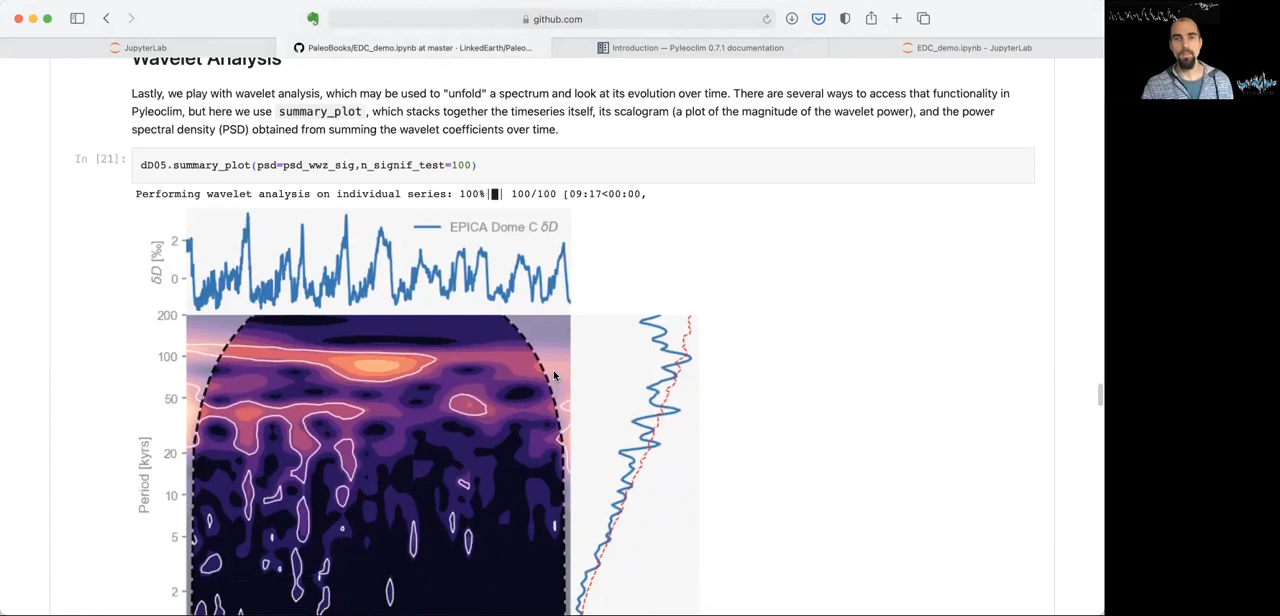 github.com
JupyterLab
PaleoBooks/EDC_demo.ipynb at master · LinkedEarth/Paleo...
Introduction — Pyleoclim 0.7.1 documentation
EDC_demo.ipynb - JupyterLab
Wavelet Analysis
Lastly, we play with wavelet analysis, which may be used to "unfold" a spectrum and look at its evolution over time. There are several ways to access that functionality in
Pyleoclim, but here we use summary_plot , which stacks together the timeseries itself, its scalogram (a plot of the magnitude of the wavelet power), and the power
spectral density (PSD) obtained from summing the wavelet coefficients over time.
In [21]: dD05.summary_plot(psd=psd_wwz_sig,n_signif_test=100)
Performing wavelet analysis on individual series: 100%|█| 100/100 [09:17<00:00,
EPICA Dome C δD
δD [‰]
2
0
Period [kyrs]
200
100
50
20
10
5
2